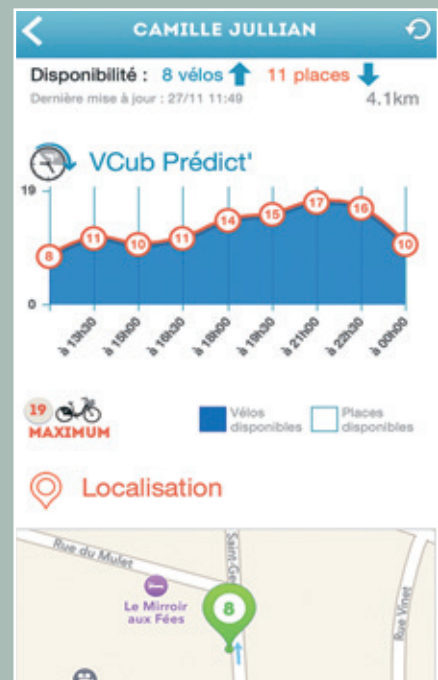 CAMILLE JULLIAN
Disponibilité : 8 vélos 11 places
Dernière mise à jour : 27/11 11:49 4.1km
VCub Prédict'
19
8 11 10 11 14 15 17 16 10
0
à 13h30 à 15h00 à 16h30 à 18h00 à 19h30 à 21h00 à 22h30 à 00h00
19
MAXIMUM
Vélos disponibles
Places disponibles
Localisation
Rue du Mulet
Saint-Ge
Le Mirroir
aux Fées
8
Rue Vinet